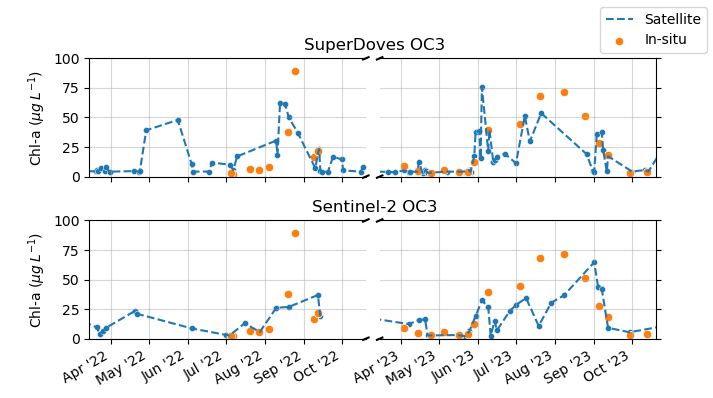 Satellite
In-situ
SuperDoves OC3
Chl-a (μg L⁻¹)
100
75
50
25
0
Sentinel-2 OC3
Chl-a (μg L⁻¹)
100
75
50
25
0
Apr '22
May '22
Jun '22
Jul '22
Aug '22
Sep '22
Oct '22
Apr '23
May '23
Jun '23
Jul '23
Aug '23
Sep '23
Oct '23